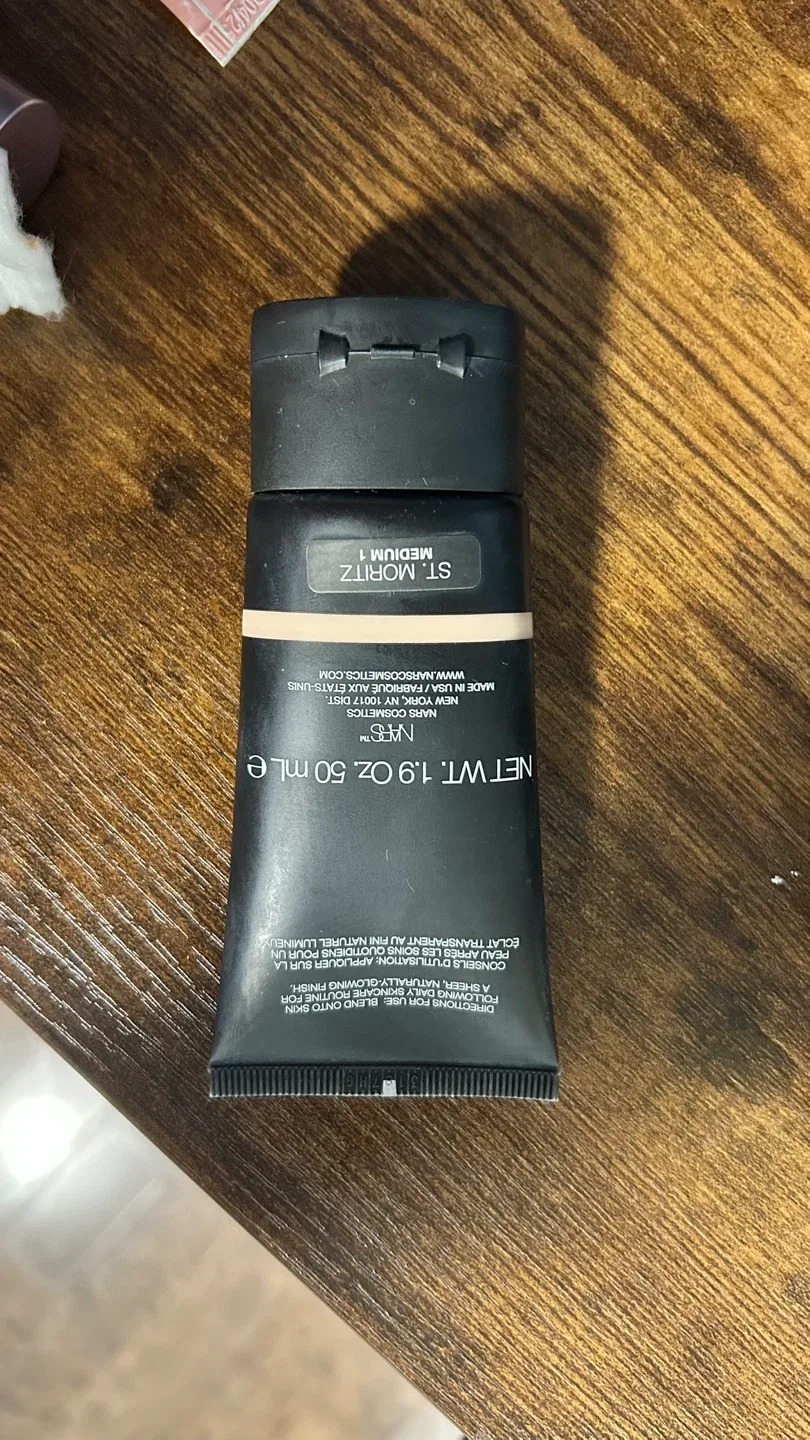 DIRECTIONS FOR USE: BLEND ONTO SKIN
FOLLOWING DAILY SKINCARE ROUTINE FOR
A SHEER, NATURALLY-GLOWING FINISH.
CONSEILS D'UTILISATION: APPLIQUER SUR LA
PEAU APRÈS LES SOINS QUOTIDIENS POUR UN
ÉCLAT TRANSPARENT AU FINI NATUREL LUMINEUX
NET WT. 1.9 Oz. 50 mL e
NARS™
NARS COSMETICS
NEW YORK, NY 10017 DIST.
MADE IN USA / FABRIQUÉ AUX ÉTATS-UNIS
WWW.NARSCOSMETICS.COM
ST. MORITZ
MEDIUM 1